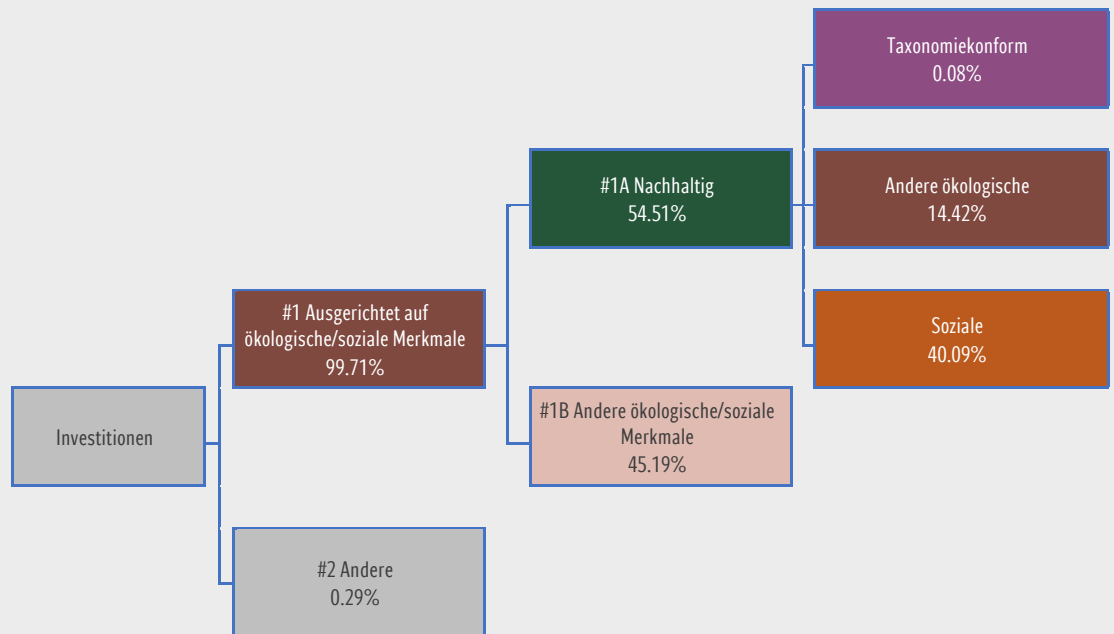 Taxonomiekonform
0.08%
#1A Nachhaltig
54.51%
Andere ökologische
14.42%
#1 Ausgerichtet auf
ökologische/soziale Merkmale
99.71%
Soziale
40.09%
Investitionen
#1B Andere ökologische/soziale
Merkmale
45.19%
#2 Andere
0.29%